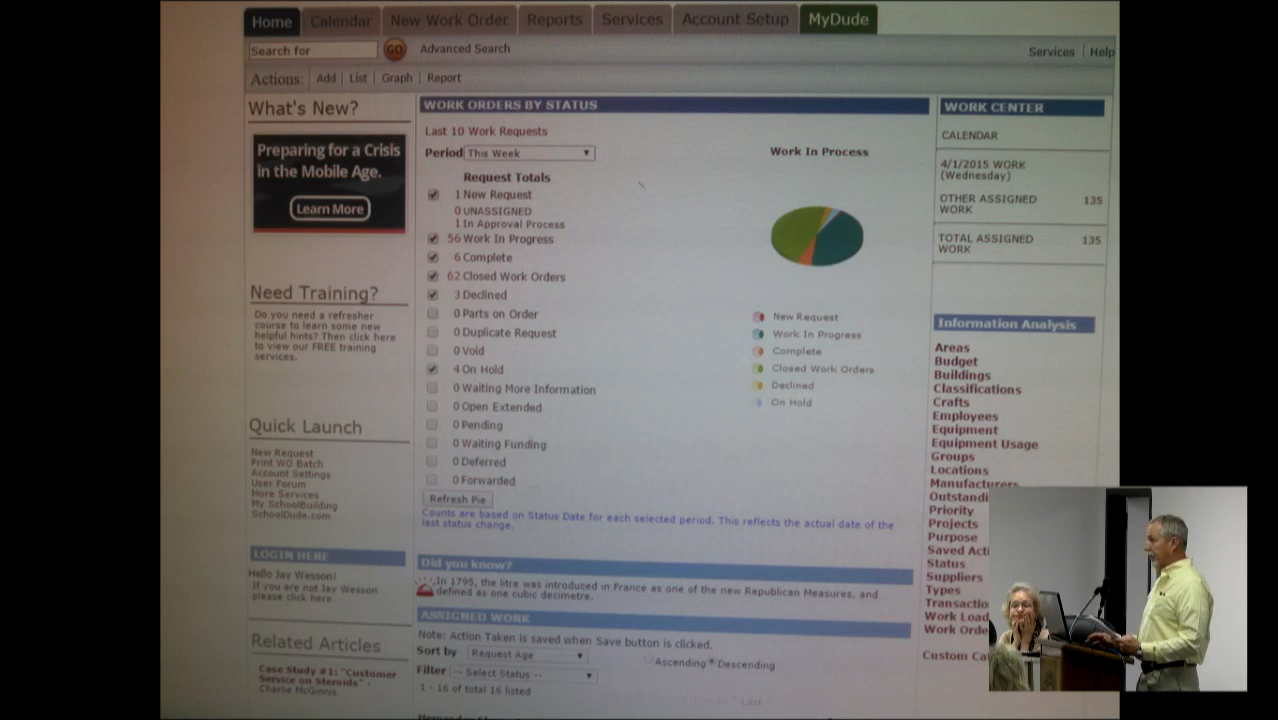 Home Calendar New Work Order Reports Services Account Setup MyDude
Search for GO Advanced Search
Services Help
Actions: Add List Graph Report
What's New?
Preparing for a Crisis
in the Mobile Age.
Learn More
Need Training?
Do you need a refresher
course to learn some new
helpful hints? Then click here
to view our FREE training
services.
Quick Launch
New Request
Print WO Batch
Account Settings
User Forum
More Services
My SchoolBuilding
SchoolDude.com
LOGIN HERE
Hello Jay Wesson!
If you are not Jay Wesson
please click here.
Related Articles
Case Study #1: "Customer
Service on Steroids" -
Charlie McGinnis
WORK ORDERS BY STATUS
Last 10 Work Requests
Period This Week
Request Totals
1 New Request
0 UNASSIGNED
1 In Approval Process
56 Work In Progress
6 Complete
62 Closed Work Orders
3 Declined
0 Parts on Order
0 Duplicate Request
0 Void
4 On Hold
0 Waiting More Information
0 Open Extended
0 Pending
0 Waiting Funding
0 Deferred
0 Forwarded
Refresh Pie
Counts are based on Status Date for each selected period. This reflects the actual date of the
last status change.
Work In Process
New Request
Work In Progress
Complete
Closed Work Orders
Declined
On Hold
Did you know?
In 1795, the litre was introduced in France as one of the new Republican Measures, and
defined as one cubic decimetre.
ASSIGNED WORK
Note: Action Taken is saved when Save button is clicked.
Sort by Request Age Ascending Descending
Filter -- Select Status --
1 - 16 of total 16 listed
Last
WORK CENTER
CALENDAR
4/1/2015 WORK
(Wednesday)
OTHER ASSIGNED 135
WORK
TOTAL ASSIGNED 135
WORK
Information Analysis
Areas
Budget
Buildings
Classifications
Crafts
Employees
Equipment
Equipment Usage
Groups
Locations
Manufacturers
Outstandi
Priority
Projects
Purpose
Saved Acti
Status
Suppliers
Types
Transactio
Work Load
Work Orde
Custom Ca